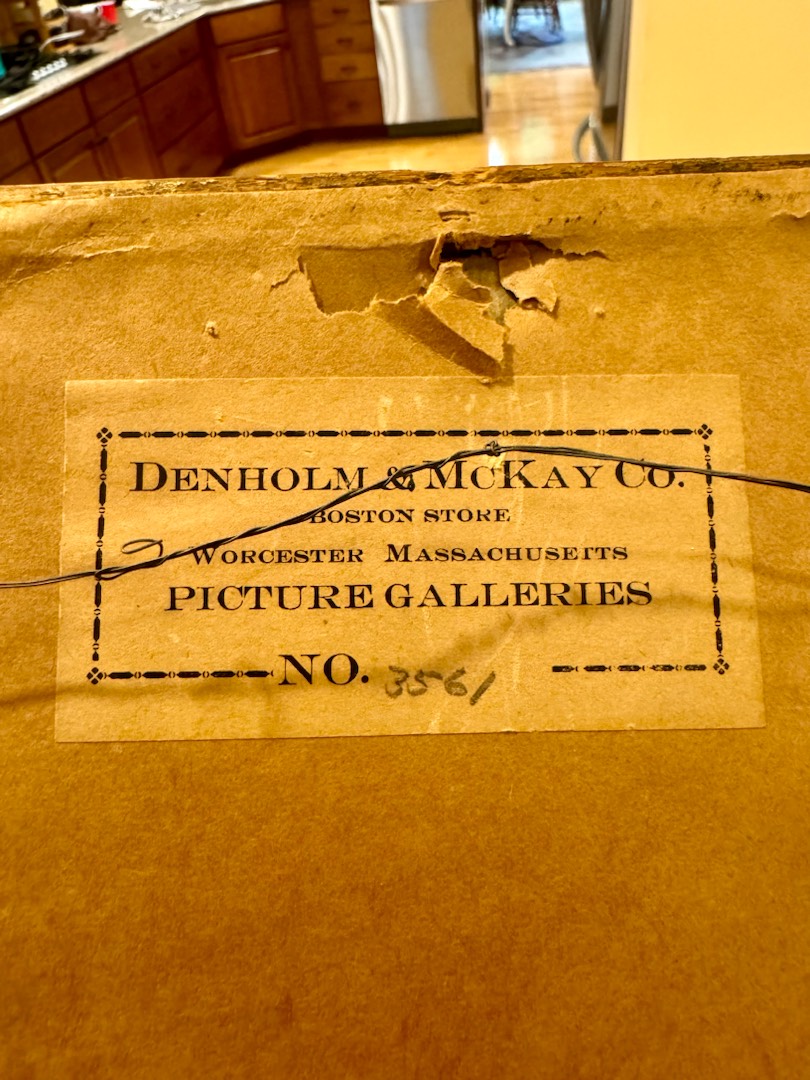 DENHOLM & MCKAY CO.
BOSTON STORE
WORCESTER MASSACHUSETTS
PICTURE GALLERIES
NO. 3561